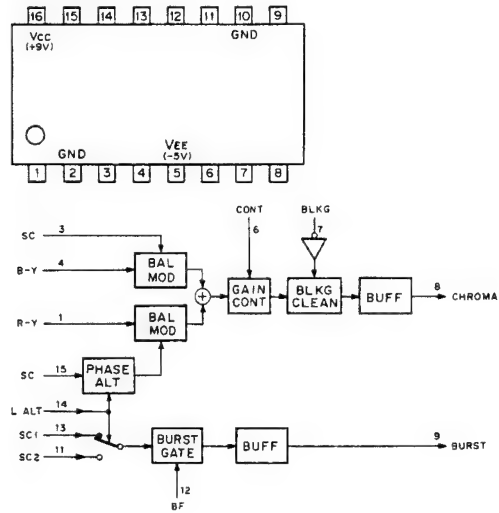 16 15 14 13 12 11 10 9
VCC GND
(+9V)
GND VEE
(-5V)
1 2 3 4 5 6 7 8
CONT BLKG
SC 3 6 7
B-Y 4 BAL MOD
GAIN CONT BLKG CLEAN BUFF 8 CHROMA
R-Y 1 BAL MOD
SC 15 PHASE ALT
L ALT 14
SC1 13
SC2 11
BURST GATE BUFF 9 BURST
12
BF